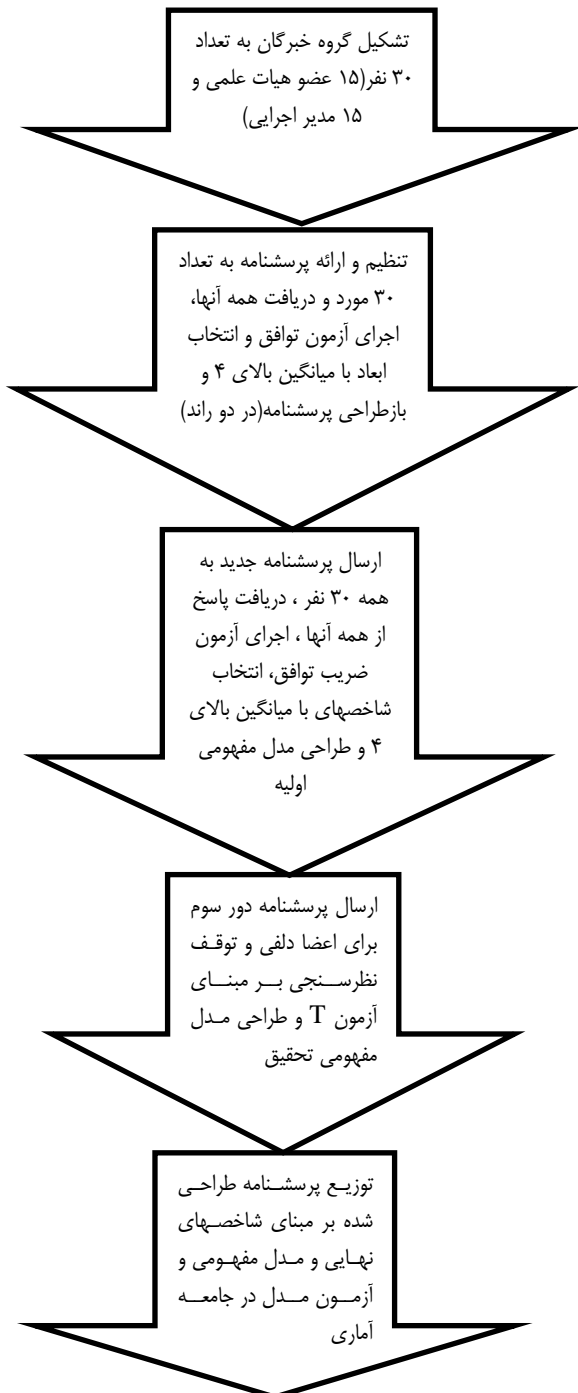 تشکیل گروه خبرگان به تعداد
۳۰ نفر(۱۵ عضو هیات علمی و
۱۵ مدیر اجرایی)
تنظیم و ارائه پرسشنامه به تعداد
۳۰ مورد و دریافت همه آنها،
اجرای آزمون توافق و انتخاب
ابعاد با میانگین بالای ۴ و
بازطراحی پرسشنامه(در دو راند)
ارسال پرسشنامه جدید به
همه ۳۰ نفر ، دریافت پاسخ
از همه آنها ، اجرای آزمون
ضریب توافق، انتخاب
شاخصهای با میانگین بالای
۴ و طراحی مدل مفهومی
اولیه
ارسال پرسشنامه دور سوم
برای اعضا دلفی و توقف
نظرسنجی بر مبنای
آزمون T و طراحی مدل
مفهومی تحقیق
توزیع پرسشنامه طراحی
شده بر مبنای شاخصهای
نهایی و مدل مفهومی و
آزمون مدل در جامعه
آماری